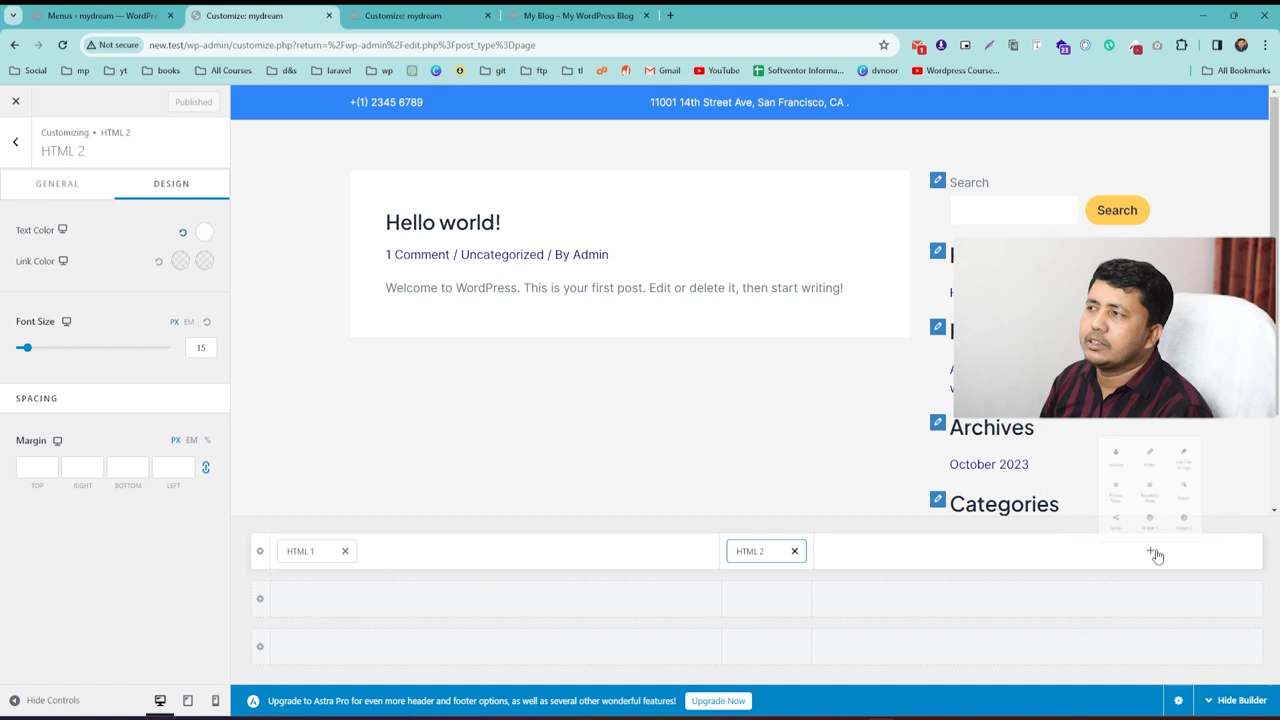 Menus ‹ mydream — WordPr
Customize: mydream
Customize: mydream
My Blog – My WordPress Blog
Not secure
new.test/wp-admin/customize.php?return=%2Fwp-admin%2Fedit.php%3Fpost_type%3Dpage
1
23
Social
mp
yt
books
All Courses
d&s
laravel
wp
git
ftp
tl
Gmail
YouTube
Softventor Informa...
dvnoor
Wordpress Course...
All Bookmarks
Published
+(1) 2345 6789
11001 14th Street Ave, San Francisco, CA .
Customizing • HTML 2
HTML 2
GENERAL
DESIGN
Text Color
Link Color
Font Size
PX EM
15
SPACING
Margin
PX EM %
TOP
RIGHT
BOTTOM
LEFT
Hello world!
1 Comment / Uncategorized / By Admin
Welcome to WordPress. This is your first post. Edit or delete it, then start writing!
Search
Search
Archives
October 2023
Categories
HTML 1
HTML 2
Hide Controls
Upgrade to Astra Pro for even more header and footer options, as well as several other wonderful features!
Upgrade Now
Hide Builder